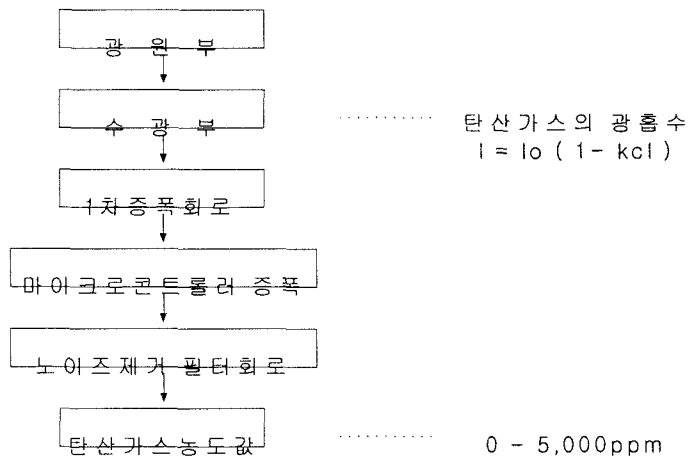 광 원 부
수 광 부
탄산가스의 광흡수
I = Io ( 1- kcl)
1차증폭회로
마이크로콘트롤러 증폭
노이즈제거 필터회로
탄산가스농도값
0 - 5,000ppm